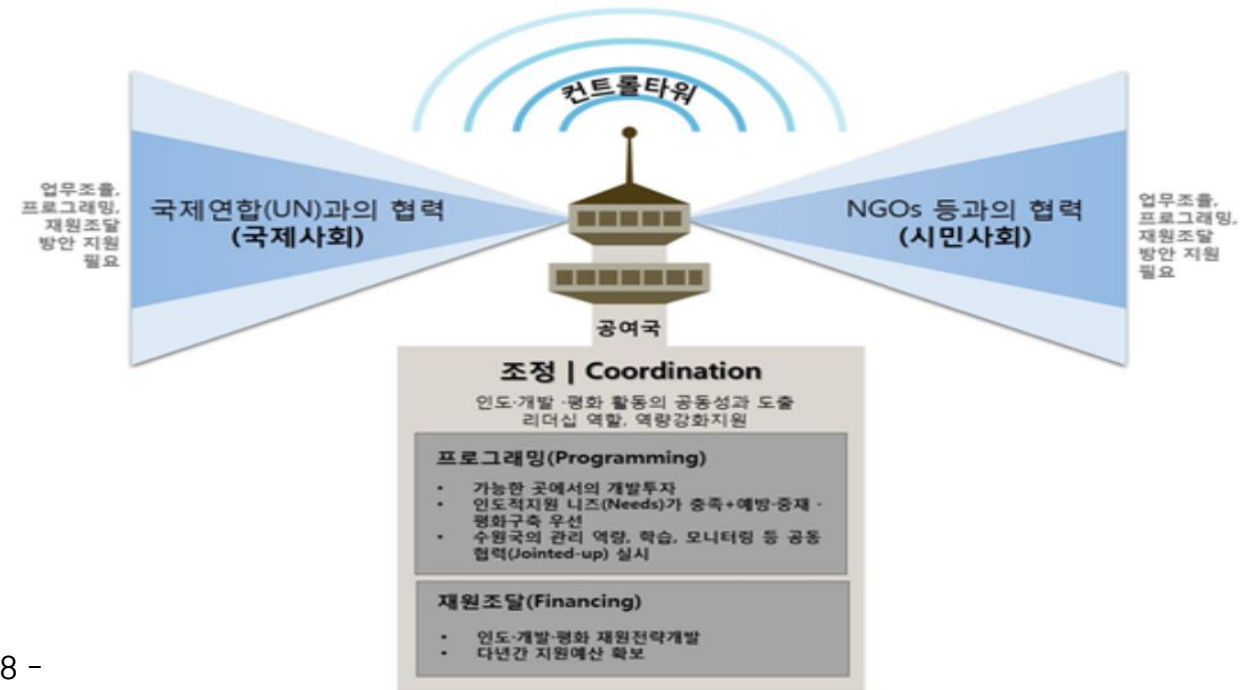 컨트롤타워
업무조율,
프로그래밍,
재원조달
방안 지원
필요
국제연합(UN)과의 협력
(국제사회)
NGOs 등과의 협력
(시민사회)
업무조율,
프로그래밍,
재원조달
방안 지원
필요
공여국
조정 | Coordination
인도·개발 ·평화 활동의 공동성과 도출
리더십 역할, 역량강화지원
프로그래밍(Programming)
• 가능한 곳에서의 개발투자
• 인도적지원 니즈(Needs)가 충족+예방·중재 ·
평화구축 우선
• 수원국의 관리 역량, 학습, 모니터링 등 공동
협력(Jointed-up) 실시
재원조달(Financing)
• 인도·개발·평화 재원전략개발
• 다년간 지원예산 확보
8 -